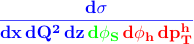 dσ
dx dQ² dz dϕ_S dϕ_h dp_T^h